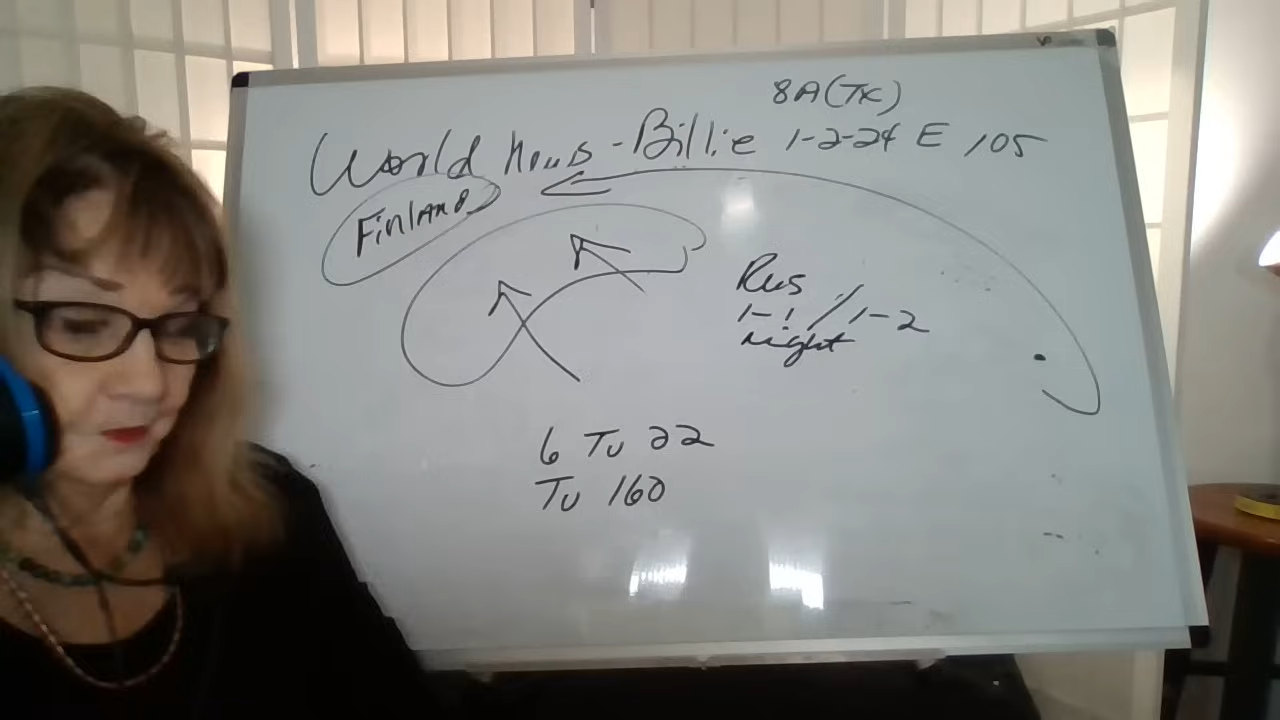 8A(TX)
World News - Billie 1-2-24 E 105
Finland
Rus
1-1 / 1-2
night
6 Tu 22
Tu 160